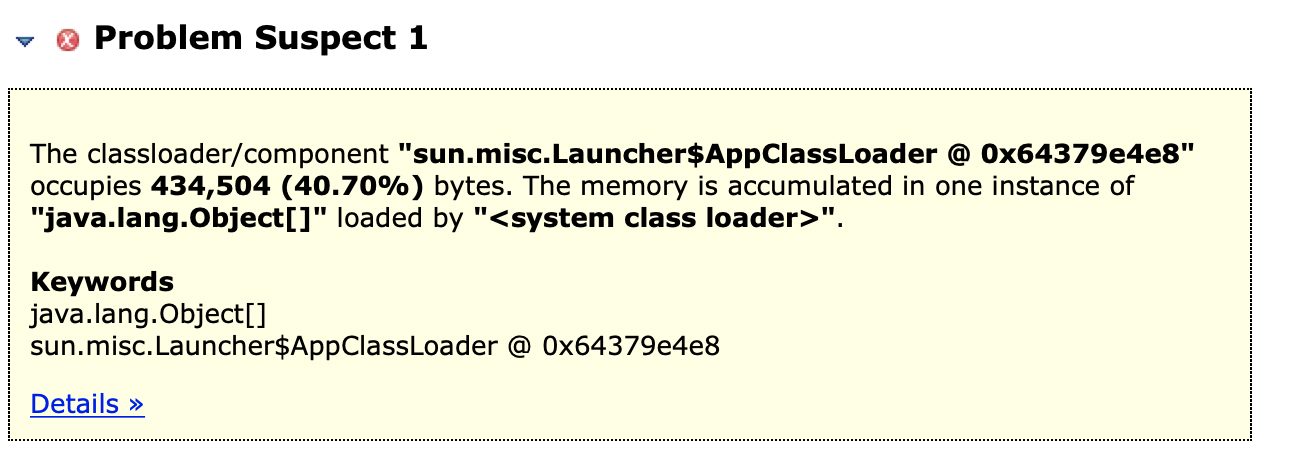 Problem Suspect 1
The classloader/component "sun.misc.Launcher$AppClassLoader @ 0x64379e4e8"
occupies 434,504 (40.70%) bytes. The memory is accumulated in one instance of
"java.lang.Object[]" loaded by "<system class loader>".
Keywords
java.lang.Object[]
sun.misc.Launcher$AppClassLoader @ 0x64379e4e8
Details »